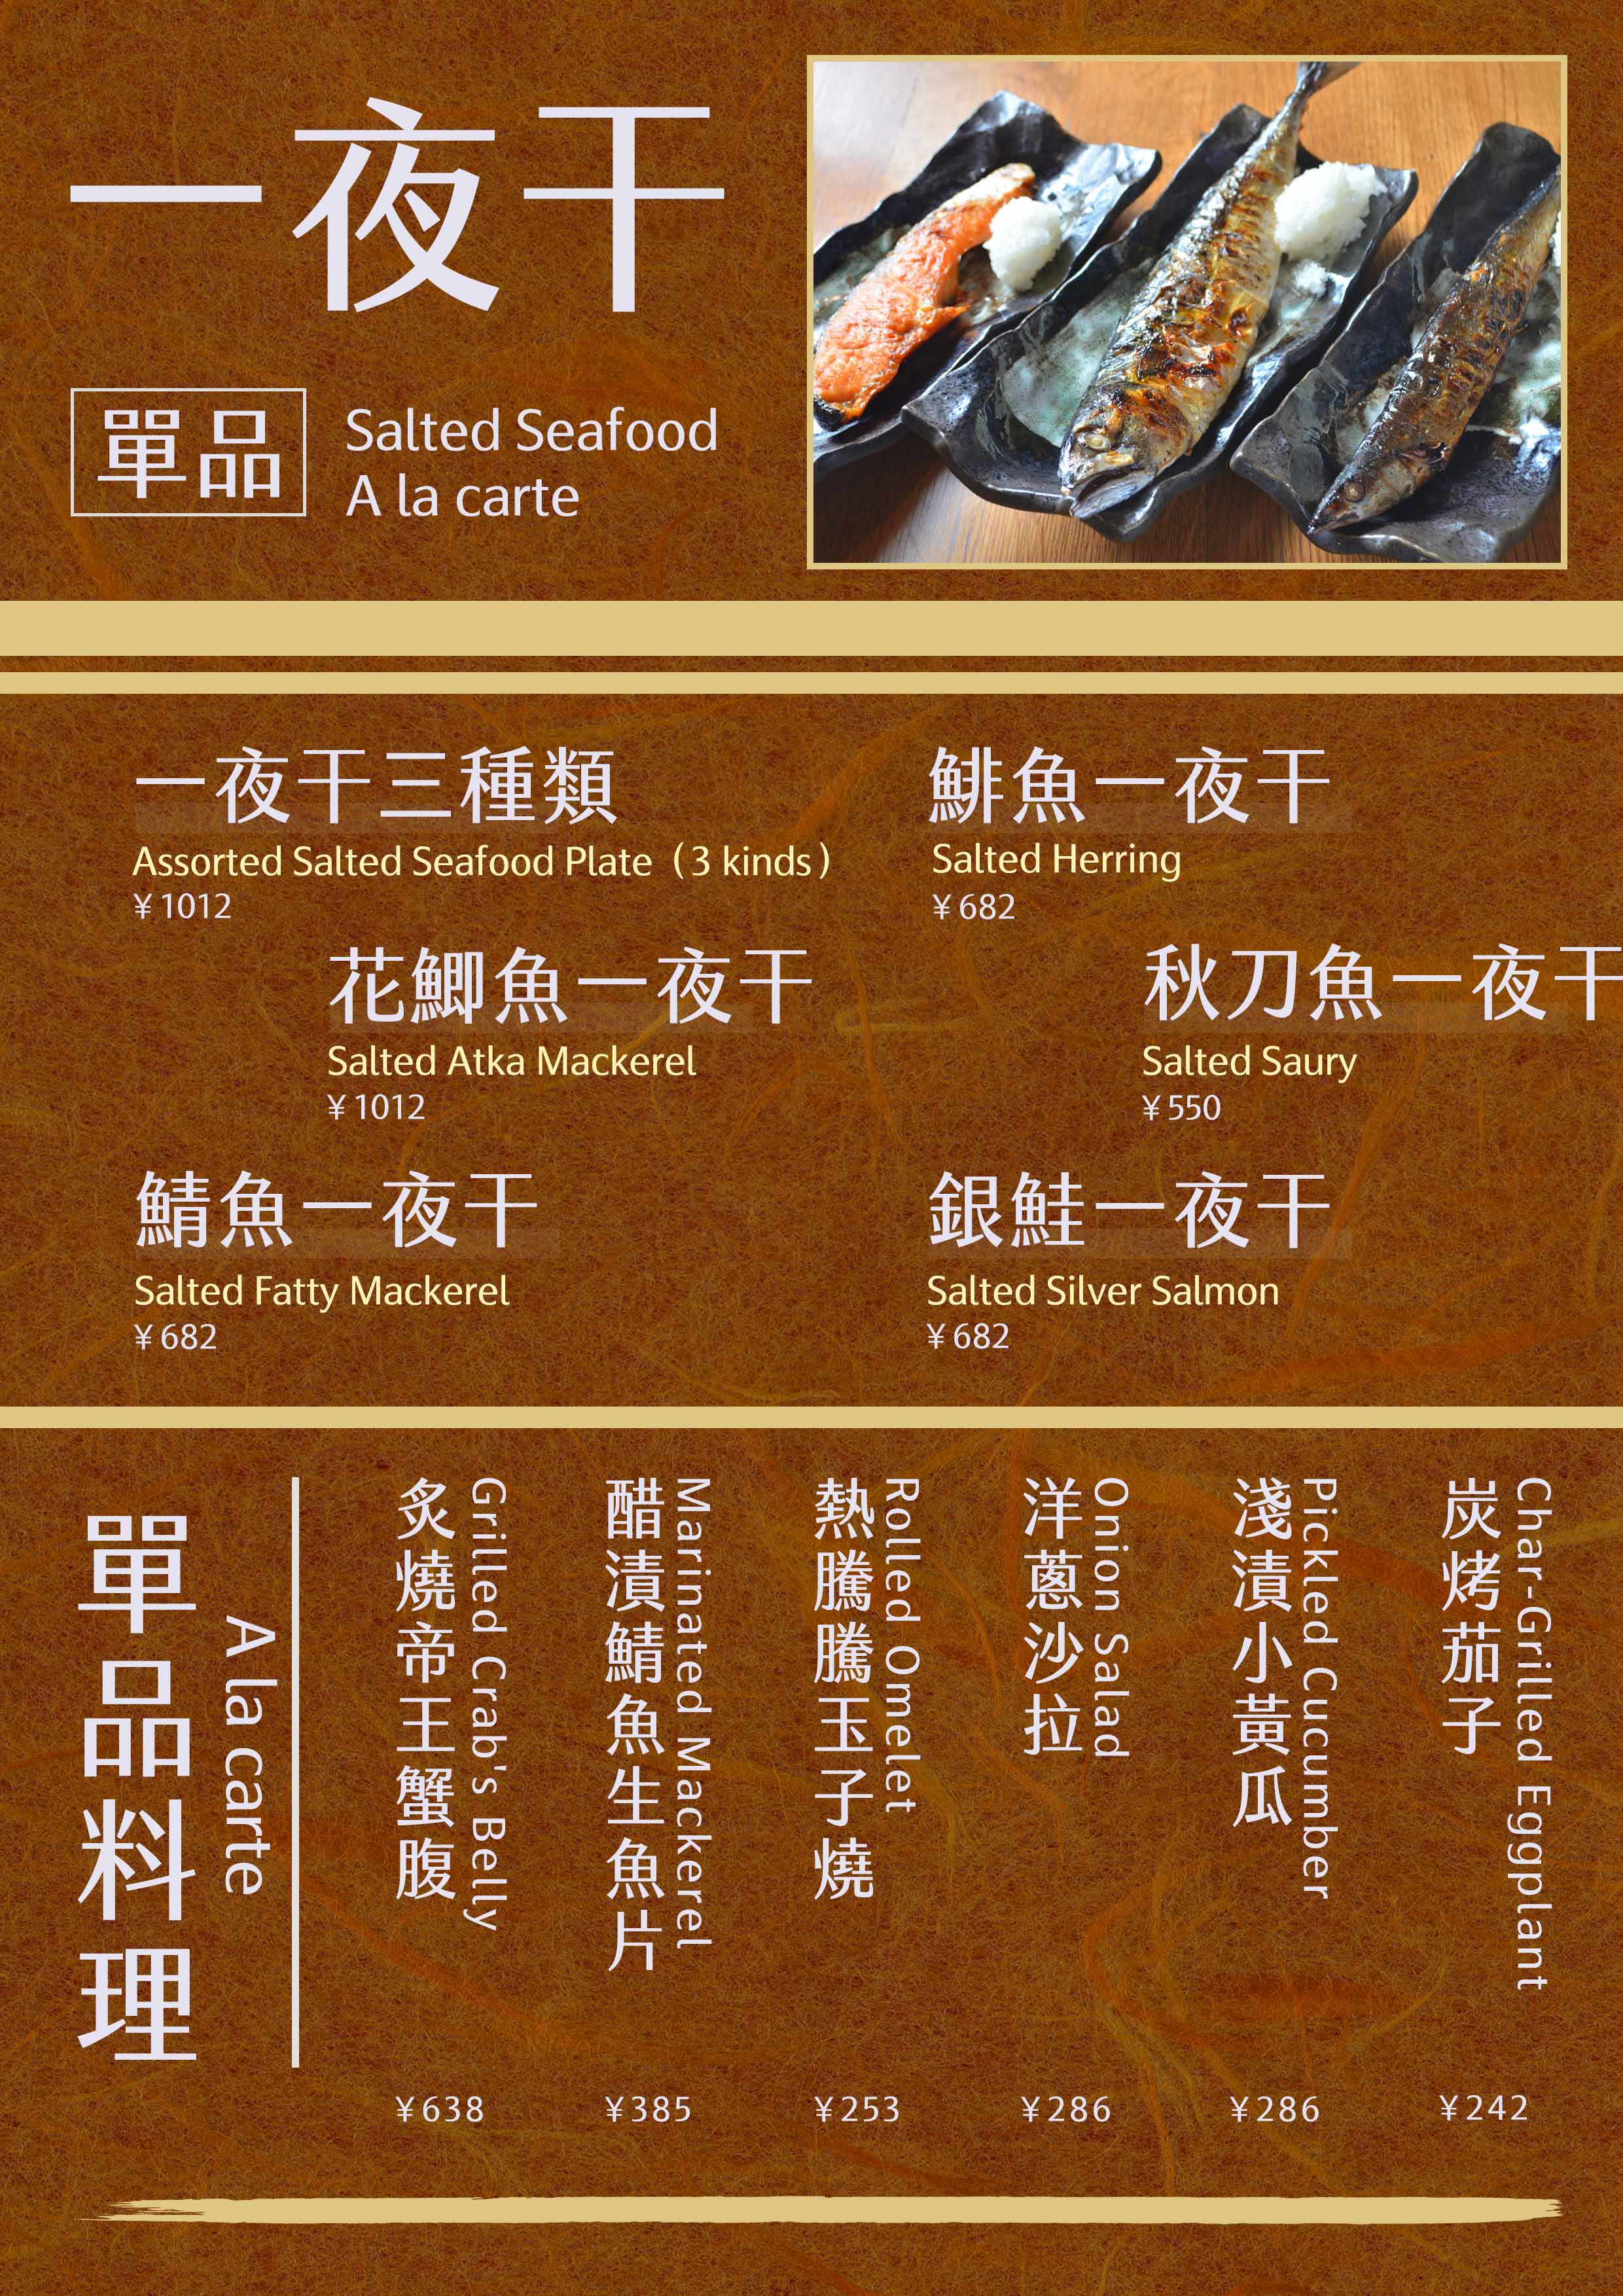 一夜干
單品
Salted Seafood
A la carte
一夜干三種類
Assorted Salted Seafood Plate（3 kinds）
¥1012
鯡魚一夜干
Salted Herring
¥682
花鯽魚一夜干
Salted Atka Mackerel
¥1012
秋刀魚一夜干
Salted Saury
¥550
鯖魚一夜干
Salted Fatty Mackerel
¥682
銀鮭一夜干
Salted Silver Salmon
¥682
單品料理
A la carte
炙燒帝王蟹腹
Grilled Crab's Belly
¥638
醋漬鯖魚生魚片
Marinated Mackerel
¥385
熱騰騰玉子燒
Rolled Omelet
¥253
洋蔥沙拉
Onion Salad
¥286
淺漬小黃瓜
Pickled Cucumber
¥286
炭烤茄子
Char-Grilled Eggplant
¥242